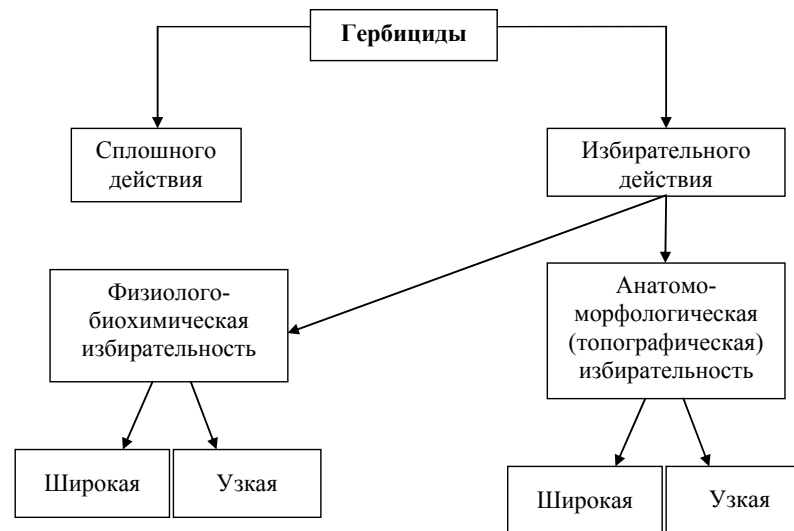 Гербициды
Сплошного
действия
Избирательного
действия
Физиолого-
биохимическая
избирательность
Анатомо-
морфологическая
(топографическая)
избирательность
Широкая
Узкая
Широкая
Узкая